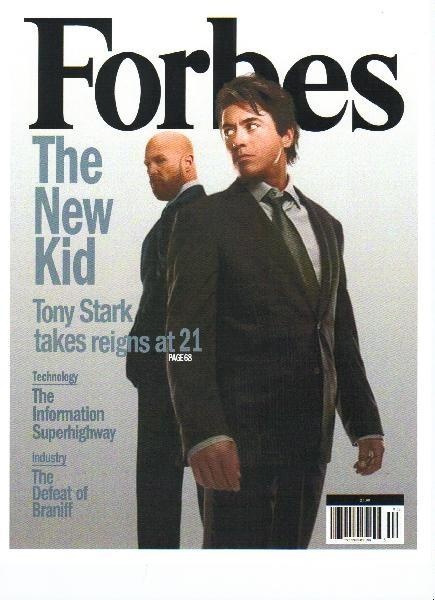 Forbes
The
New
Kid
Tony Stark
takes reigns at 21
PAGE 68
Technology
The
Information
Superhighway
Industry
The
Defeat of
Braniff